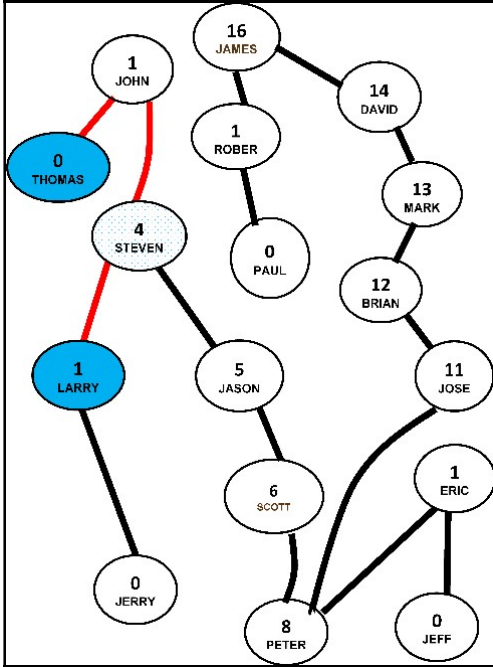 16
JAMES
1
JOHN
14
DAVID
1
ROBER
0
THOMAS
13
MARK
4
STEVEN
0
PAUL
12
BRIAN
1
LARRY
5
JASON
11
JOSE
6
SCOTT
1
ERIC
0
JERRY
8
PETER
0
JEFF